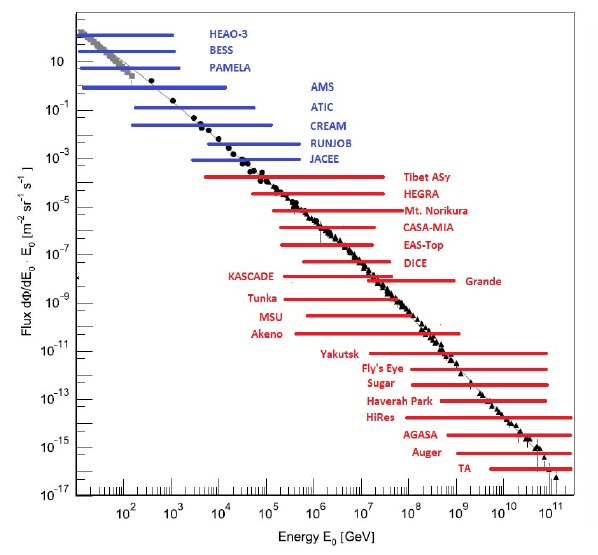 HEAO-3
BESS
10
PAMELA
AMS
10^-1
ATIC
CREAM
RUNJOB
10^-3
JACEE
Tibet ASy
HEGRA
10^-5
Mt. Norikura
CASA-MIA
EAS-Top
10^-7
DICE
KASCADE
Grande
Tunka
10^-9
MSU
Akeno
10^-11
Yakutsk
Fly's Eye
Sugar
10^-13
Haverah Park
HiRes
AGASA
10^-15
Auger
TA
10^-17
Flux dΦ/dE₀ · E₀ [m^-2 sr^-1 s^-1]
10^2 10^3 10^4 10^5 10^6 10^7 10^8 10^9 10^10 10^11
Energy E₀ [GeV]